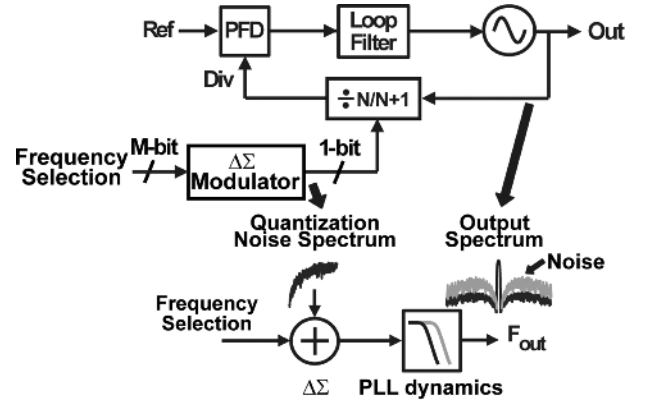 Ref
PFD
Loop
Filter
Out
Div
÷ N/N+1
M-bit
1-bit
Frequency
Selection
ΔΣ
Modulator
Quantization
Noise Spectrum
Output
Spectrum
Noise
Frequency
Selection
+
Fout
ΔΣ
PLL dynamics